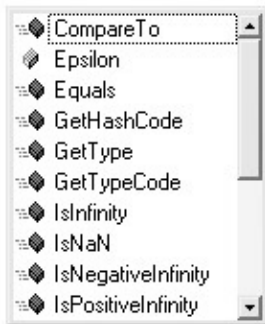 CompareTo
Epsilon
Equals
GetHashCode
GetType
GetTypeCode
IsInfinity
IsNaN
IsNegativeInfinity
IsPositiveInfinity